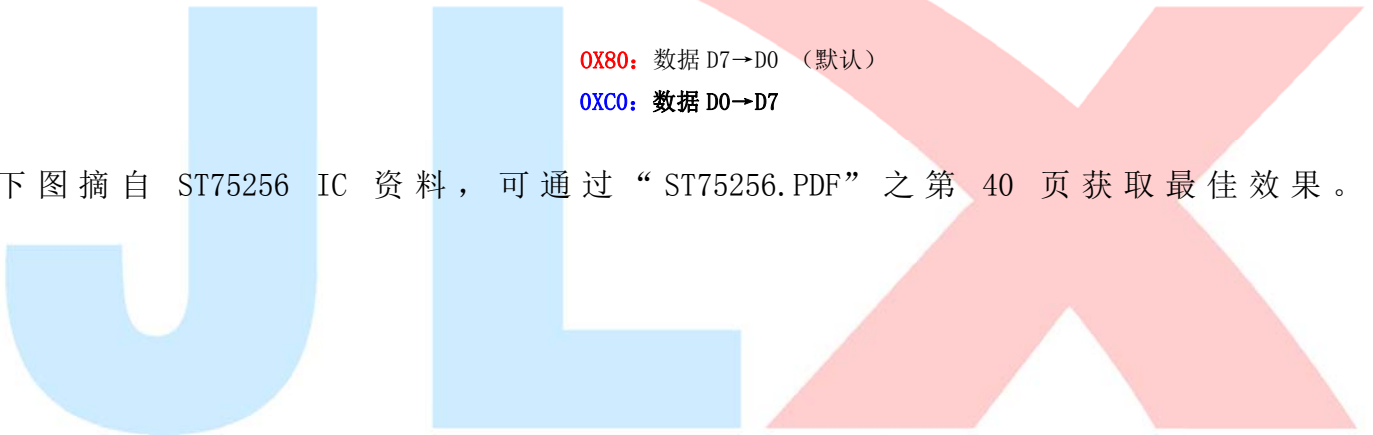 0X80：数据 D7→D0 （默认）
0XC0：数据 D0→D7
下图摘自 ST75256 IC 资料，可通过“ST75256.PDF”之第 40 页获取最佳效果。
JLX